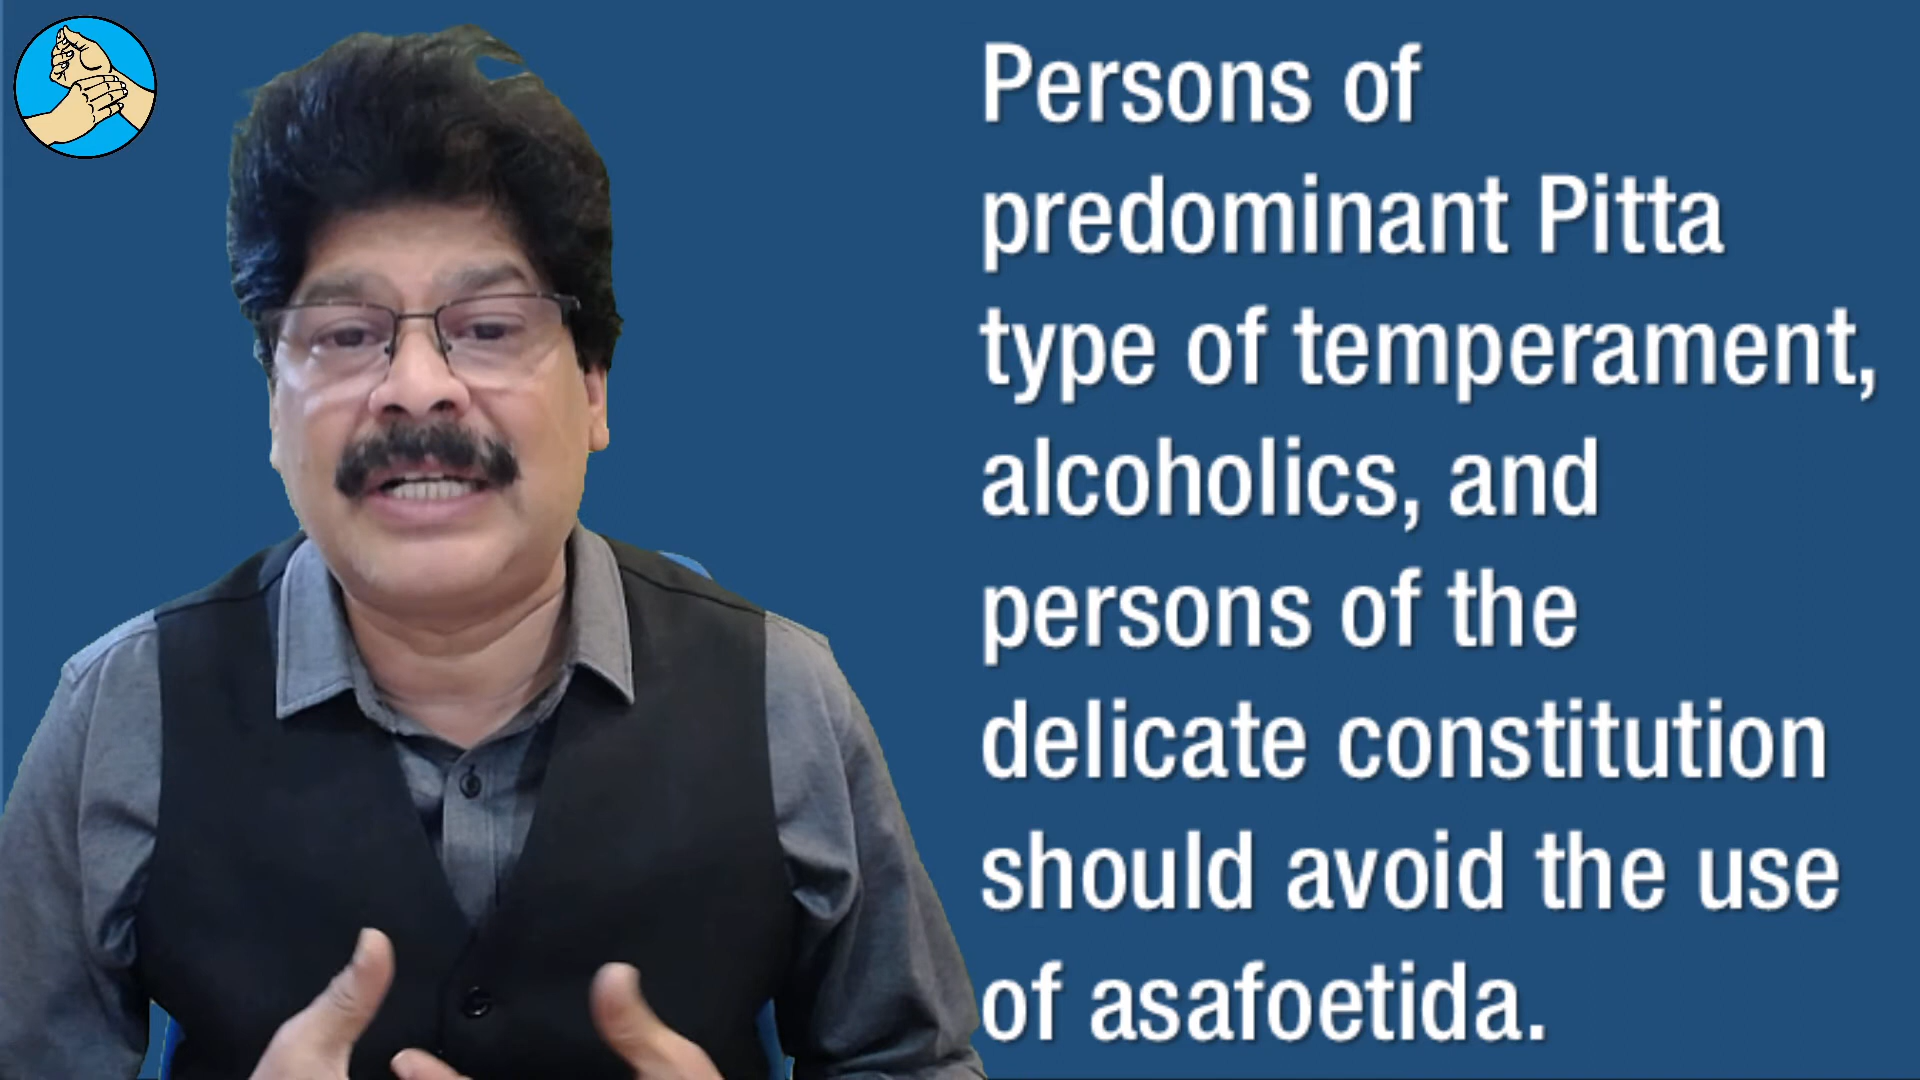 Persons of
predominant Pitta
type of temperament,
alcoholics, and
persons of the
delicate constitution
should avoid the use
of asafoetida.